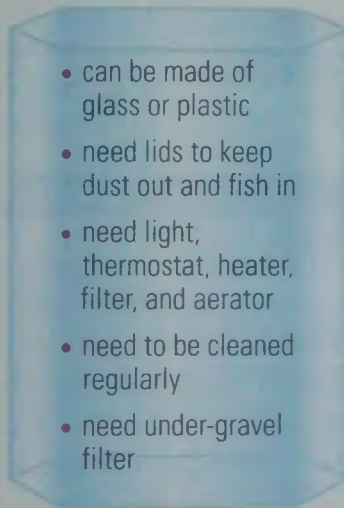 • can be made of
glass or plastic
• need lids to keep
dust out and fish in
• need light,
thermostat, heater,
filter, and aerator
• need to be cleaned
regularly
• need under-gravel
filter